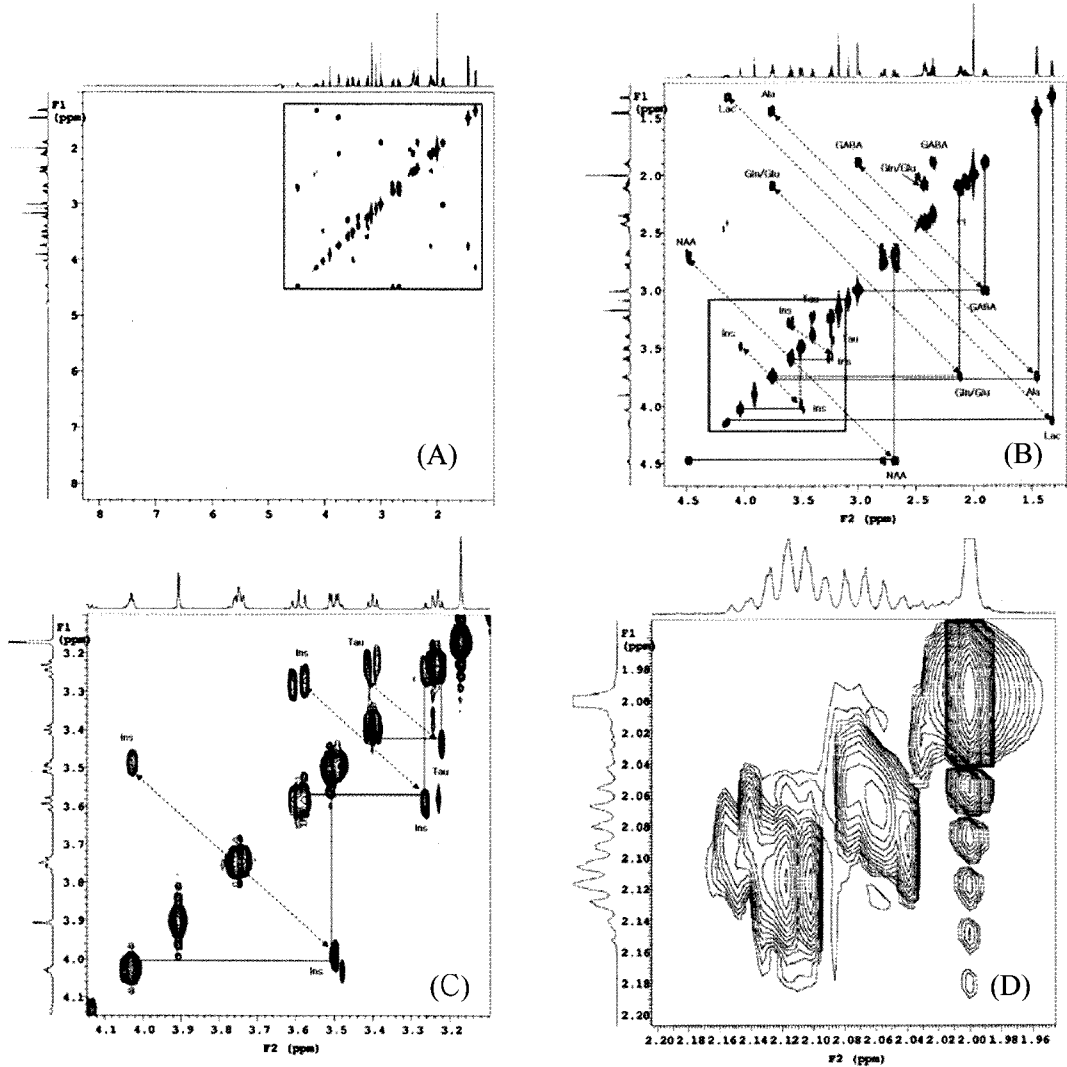 F1
(ppm)
2
3
4
5
6
7
8
8
7
6
5
4
3
2
F2 (ppm)
(A)
F1
(ppm)
1.5
2.0
2.5
3.0
3.5
4.0
4.5
Lac
Ala
GABA
GABA
Gln/Glu
Gln/Glu
NAA
Tau
Ins
Ins
GABA
Tau
Ins
Ins
Gln/Glu
Ala
Lac
NAA
4.5
4.0
3.5
3.0
2.5
2.0
1.5
F2 (ppm)
(B)
F1
(ppm)
3.2
3.3
3.4
3.5
3.6
3.7
3.8
3.9
4.0
4.1
Tau
Ins
Ins
Tau
Ins
Ins
4.1
4.0
3.9
3.8
3.7
3.6
3.5
3.4
3.3
3.2
F2 (ppm)
(C)
F1
(ppm)
1.98
2.00
2.02
2.04
2.06
2.08
2.10
2.12
2.14
2.16
2.18
2.20
2.20 2.18 2.16 2.14 2.12 2.10 2.08 2.06 2.04 2.02 2.00 1.98 1.96
F2 (ppm)
(D)